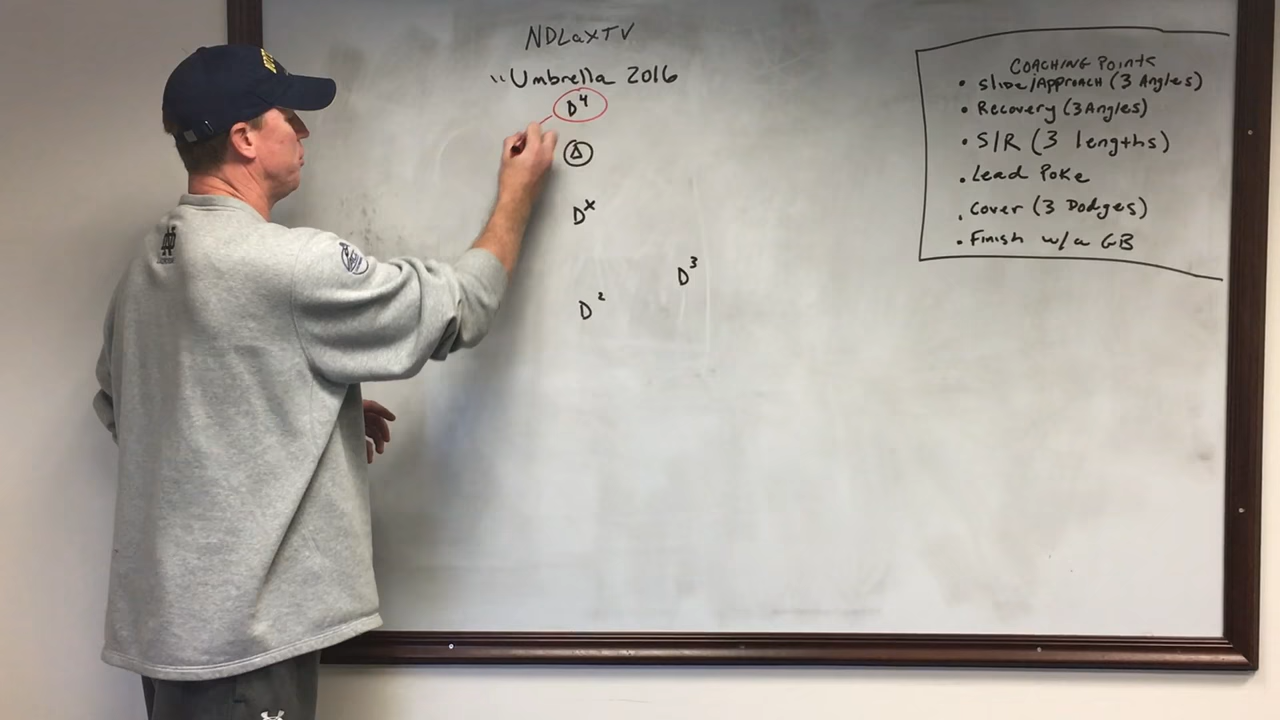 NDLaxTV
"Umbrella 2016
D4
Δ
DX
D3
D2
COACHING POINTS
• Slide/APPROACH (3 Angles)
• Recovery (3 Angles)
• S/R (3 lengths)
• Lead Poke
• Cover (3 Dodges)
• Finish w/a GB
ND